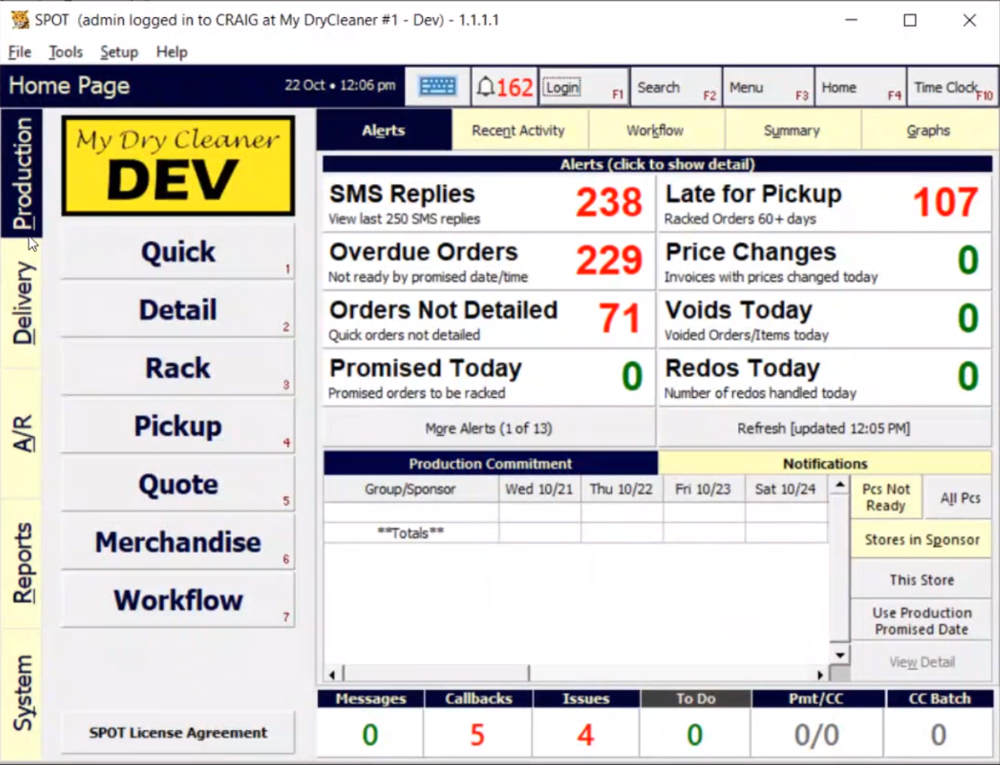 SPOT (admin logged in to CRAIG at My DryCleaner #1 - Dev) - 1.1.1.1
File Tools Setup Help
Home Page
22 Oct • 12:06 pm
162
Login F1
Search F2
Menu F3
Home F4
Time Clock F10
Production
Delivery
A/R
Reports
System
My Dry Cleaner
DEV
Quick 1
Detail 2
Rack 3
Pickup 4
Quote 5
Merchandise 6
Workflow 7
SPOT License Agreement
Alerts Recent Activity Workflow Summary Graphs
Alerts (click to show detail)
SMS Replies 238
View last 250 SMS replies
Late for Pickup 107
Racked Orders 60+ days
Overdue Orders 229
Not ready by promised date/time
Price Changes 0
Invoices with prices changed today
Orders Not Detailed 71
Quick orders not detailed
Voids Today 0
Voided Orders/Items today
Promised Today 0
Promised orders to be racked
Redos Today 0
Number of redos handled today
More Alerts (1 of 13)
Refresh [updated 12:05 PM]
Production Commitment
Notifications
Group/Sponsor Wed 10/21 Thu 10/22 Fri 10/23 Sat 10/24
**Totals**
Pcs Not
Ready
All Pcs
Stores in Sponsor
This Store
Use Production
Promised Date
View Detail
Messages Callbacks Issues To Do Pmt/CC CC Batch
0 5 4 0 0/0 0